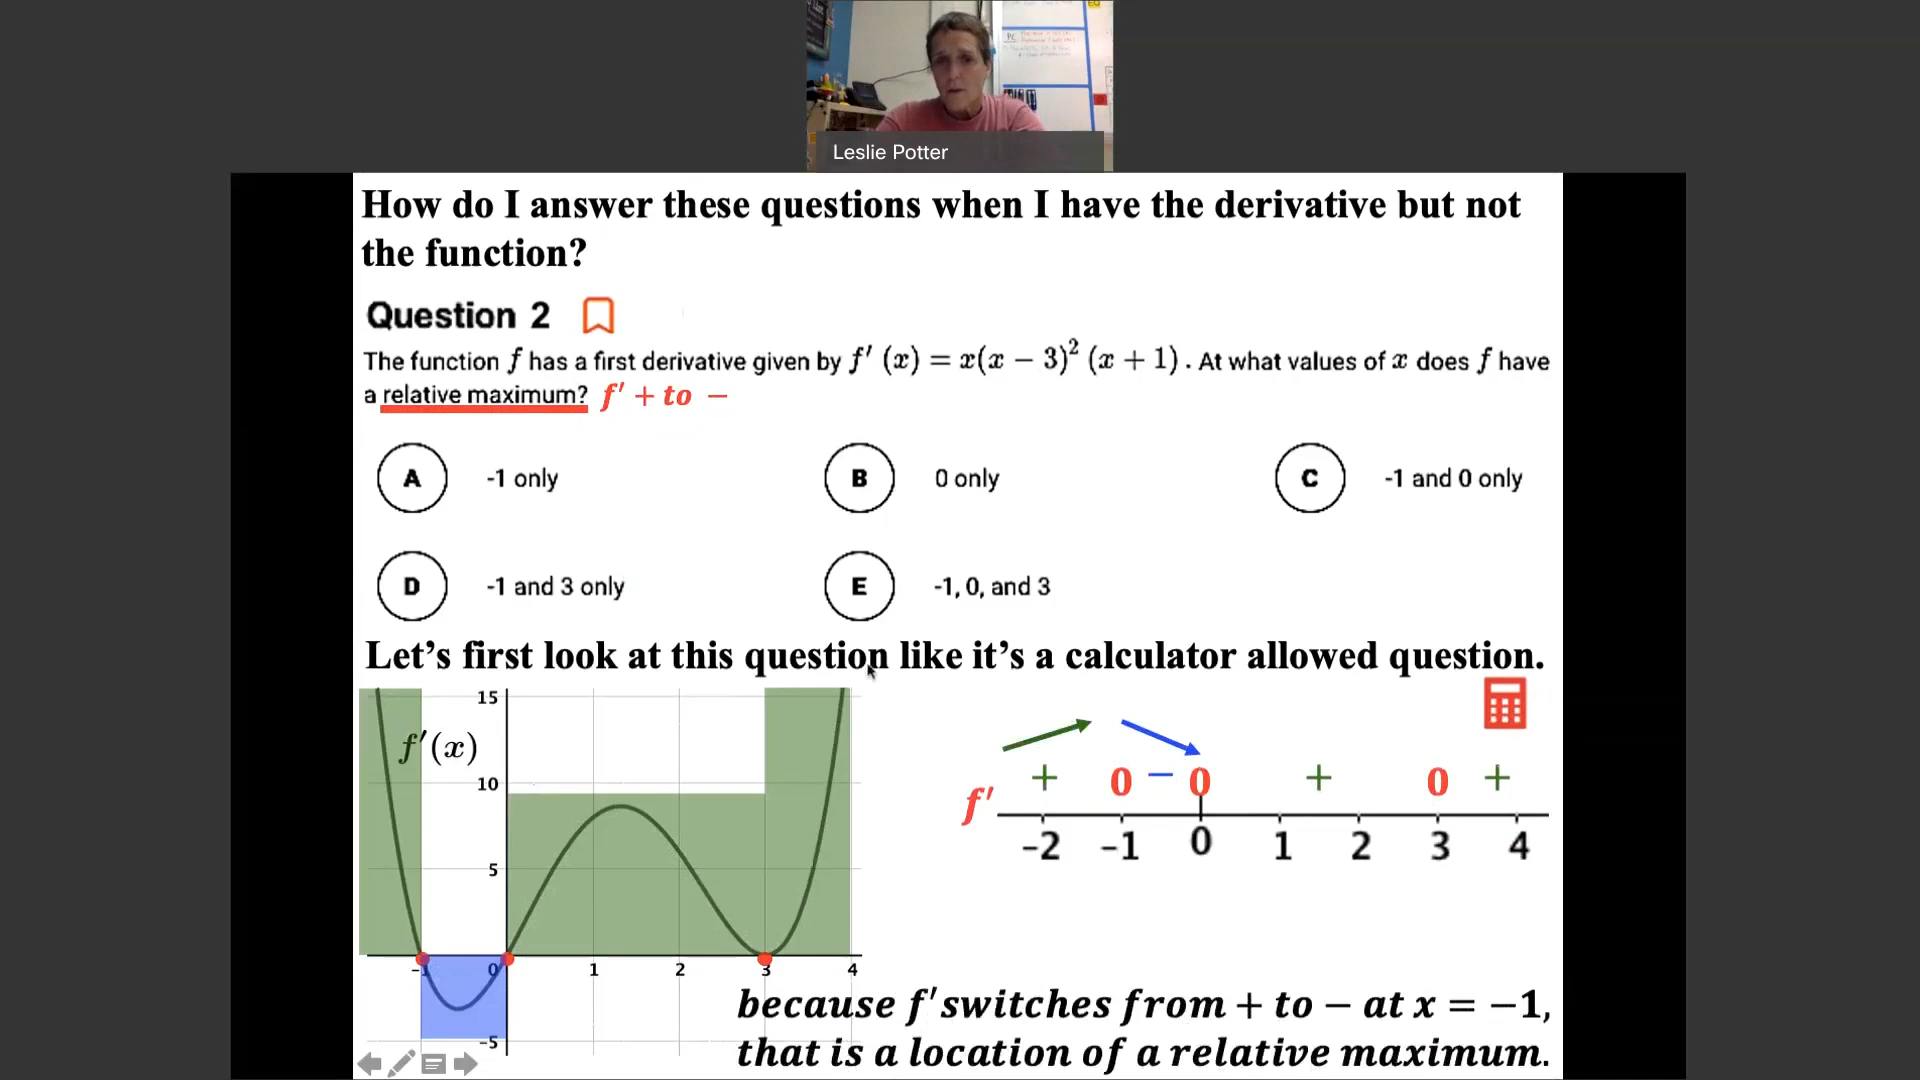 Leslie Potter
How do I answer these questions when I have the derivative but not
the function?
Question 2
The function f has a first derivative given by f′ (x) = x(x − 3)² (x + 1). At what values of x does f have
a relative maximum? f′ + to −
A -1 only
B 0 only
C -1 and 0 only
D -1 and 3 only
E -1, 0, and 3
Let's first look at this question like it's a calculator allowed question.
15
f′(x)
10
5
-1 0 1 2 3 4
-5
f′ + 0 − 0 + 0 +
-2 -1 0 1 2 3 4
because f′switches from + to − at x = −1,
that is a location of a relative maximum.